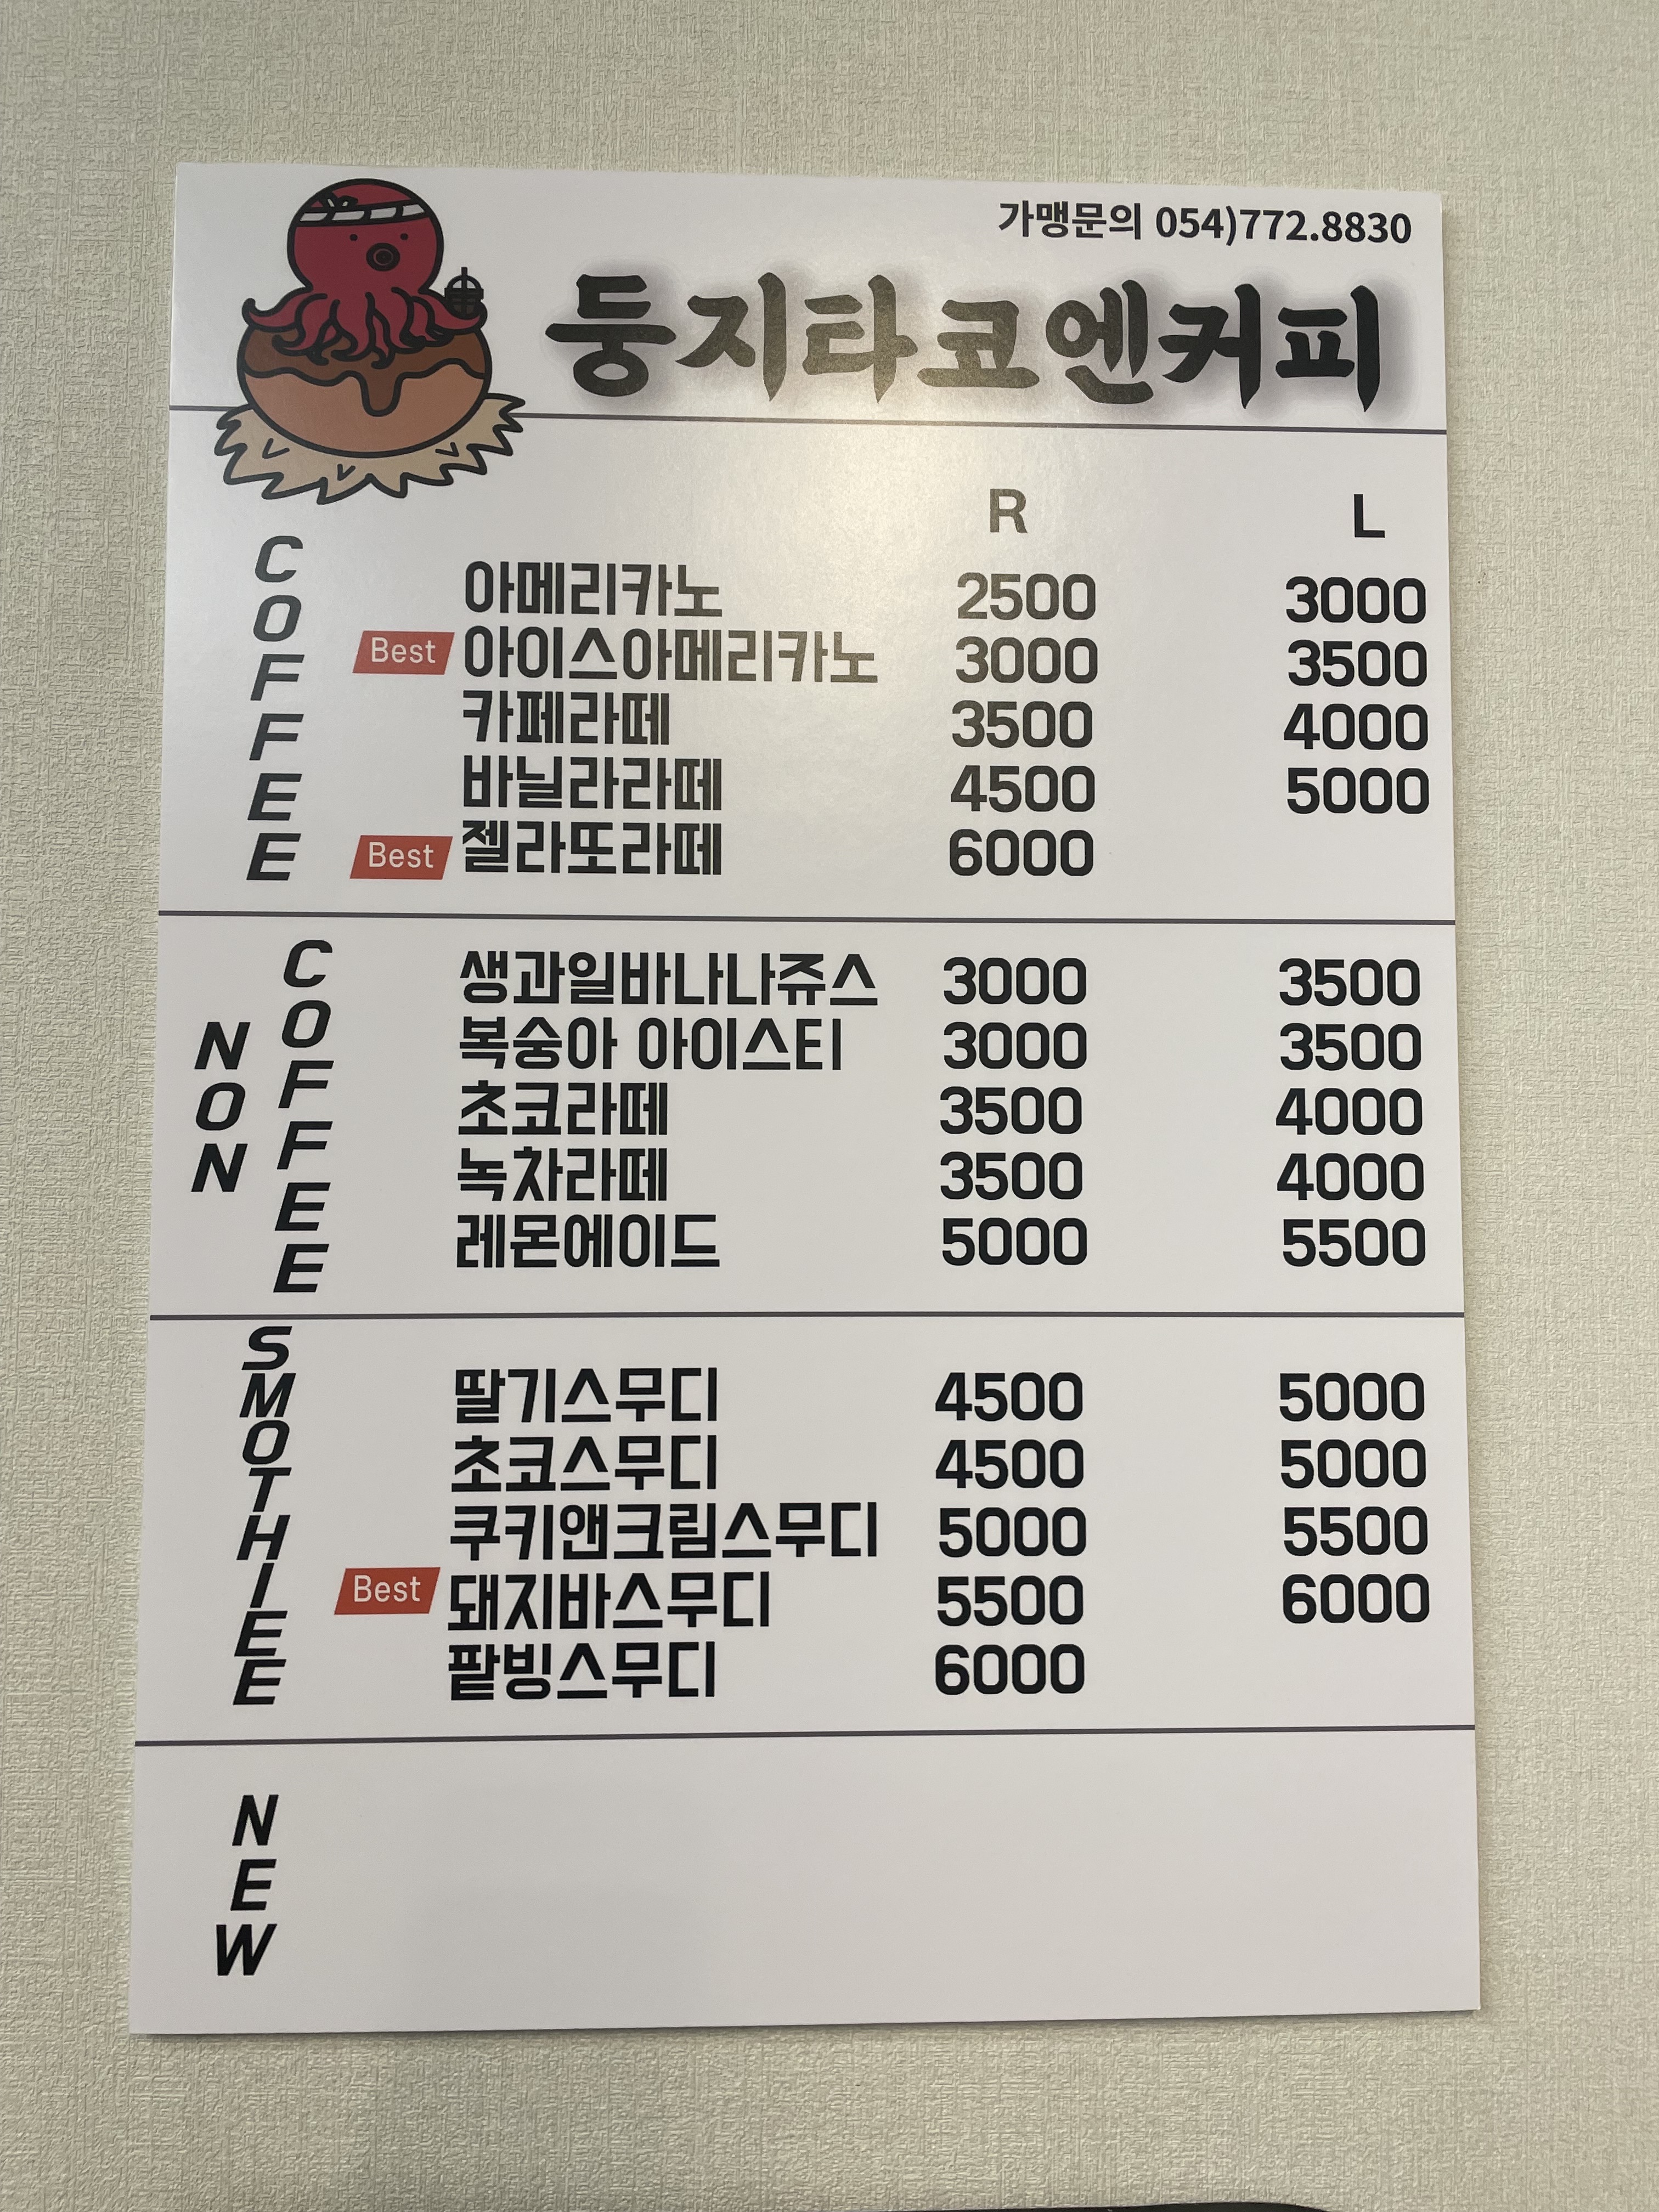 가맹문의 054)772.8830
둥지타코엔커피
R L
COFFEE
아메리카노 2500 3000
Best 아이스아메리카노 3000 3500
카페라떼 3500 4000
바닐라라떼 4500 5000
Best 젤라또라떼 6000
NON COFFEE
생과일바나나쥬스 3000 3500
복숭아 아이스티 3000 3500
초코라떼 3500 4000
녹차라떼 3500 4000
레몬에이드 5000 5500
SMOTHIEE
딸기스무디 4500 5000
초코스무디 4500 5000
쿠키앤크림스무디 5000 5500
Best 돼지바스무디 5500 6000
팥빙스무디 6000
NEW